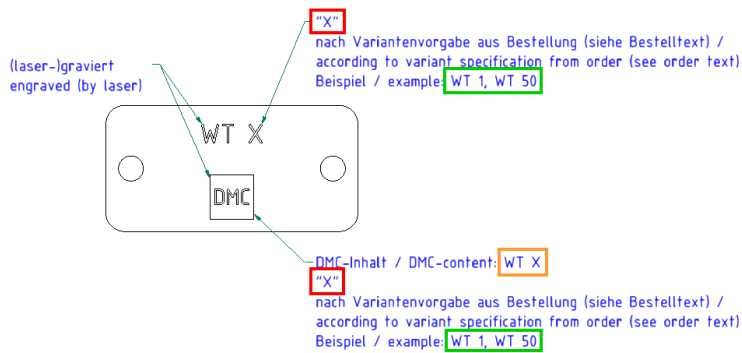 "X"
nach Variantenvorgabe aus Bestellung (siehe Bestelltext) /
according to variant specification from order (see order text)
Beispiel / example: WT 1, WT 50
(laser-)graviert
engraved (by laser)
WT X
DMC
DMC-Inhalt / DMC-content: WT X
"X"
nach Variantenvorgabe aus Bestellung (siehe Bestelltext) /
according to variant specification from order (see order text)
Beispiel / example: WT 1, WT 50